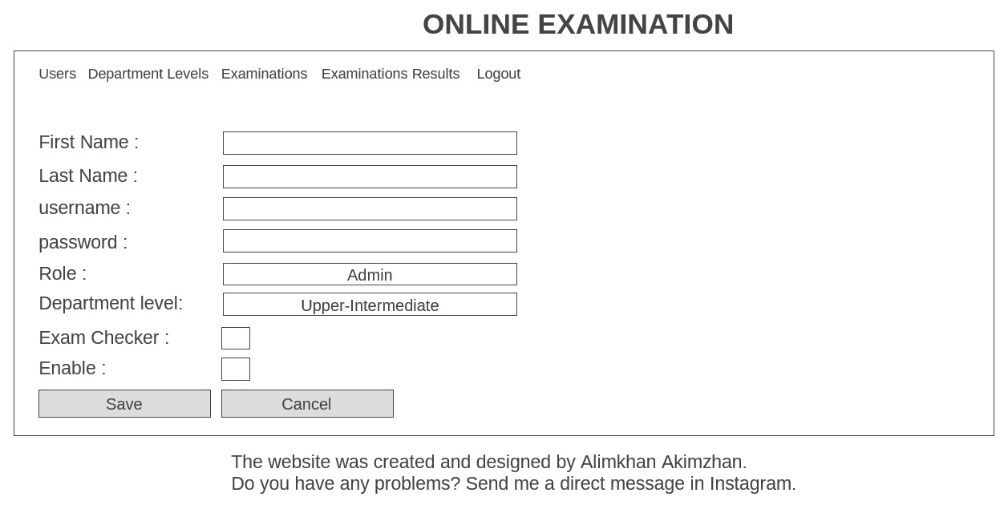 ONLINE EXAMINATION
Users Department Levels Examinations Examinations Results Logout
First Name :
Last Name :
username :
password :
Role : Admin
Department level: Upper-Intermediate
Exam Checker :
Enable :
Save Cancel
The website was created and designed by Alimkhan Akimzhan.
Do you have any problems? Send me a direct message in Instagram.